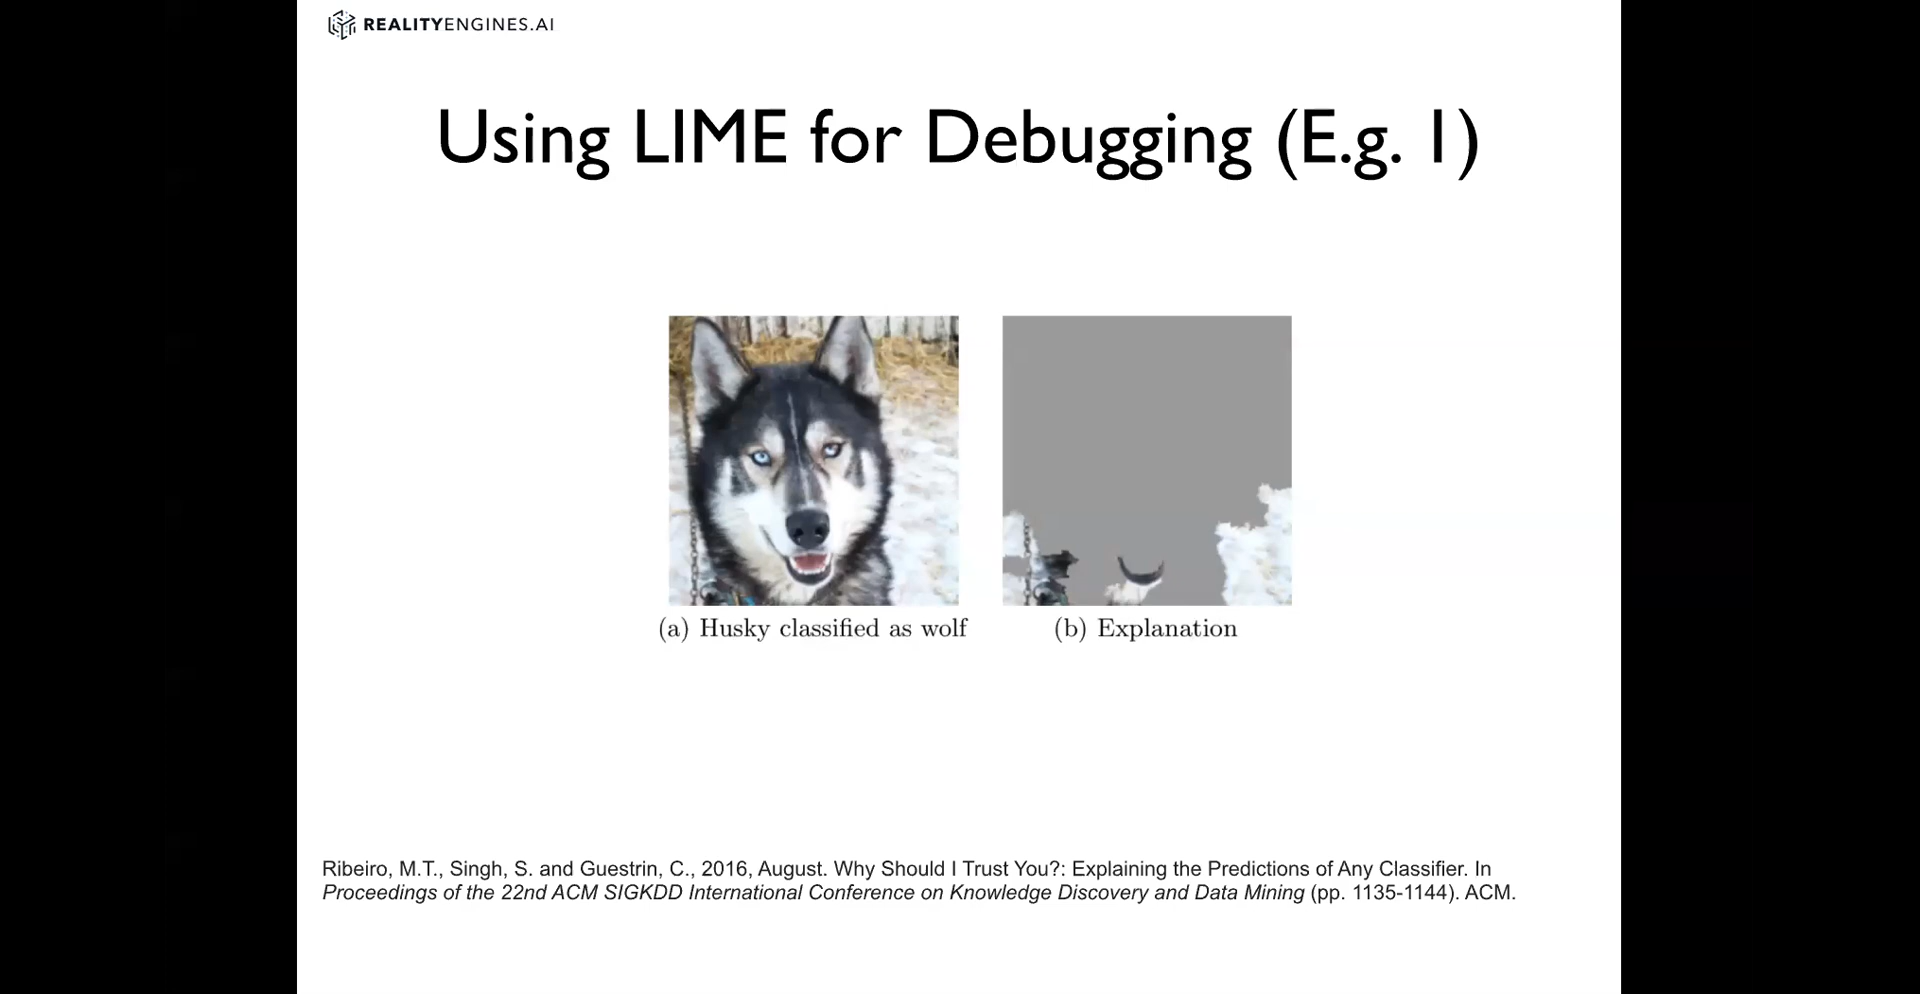 REALITYENGINES.AI
Using LIME for Debugging (E.g. 1)
(a) Husky classified as wolf
(b) Explanation
Ribeiro, M.T., Singh, S. and Guestrin, C., 2016, August. Why Should I Trust You?: Explaining the Predictions of Any Classifier. In
Proceedings of the 22nd ACM SIGKDD International Conference on Knowledge Discovery and Data Mining (pp. 1135-1144). ACM.